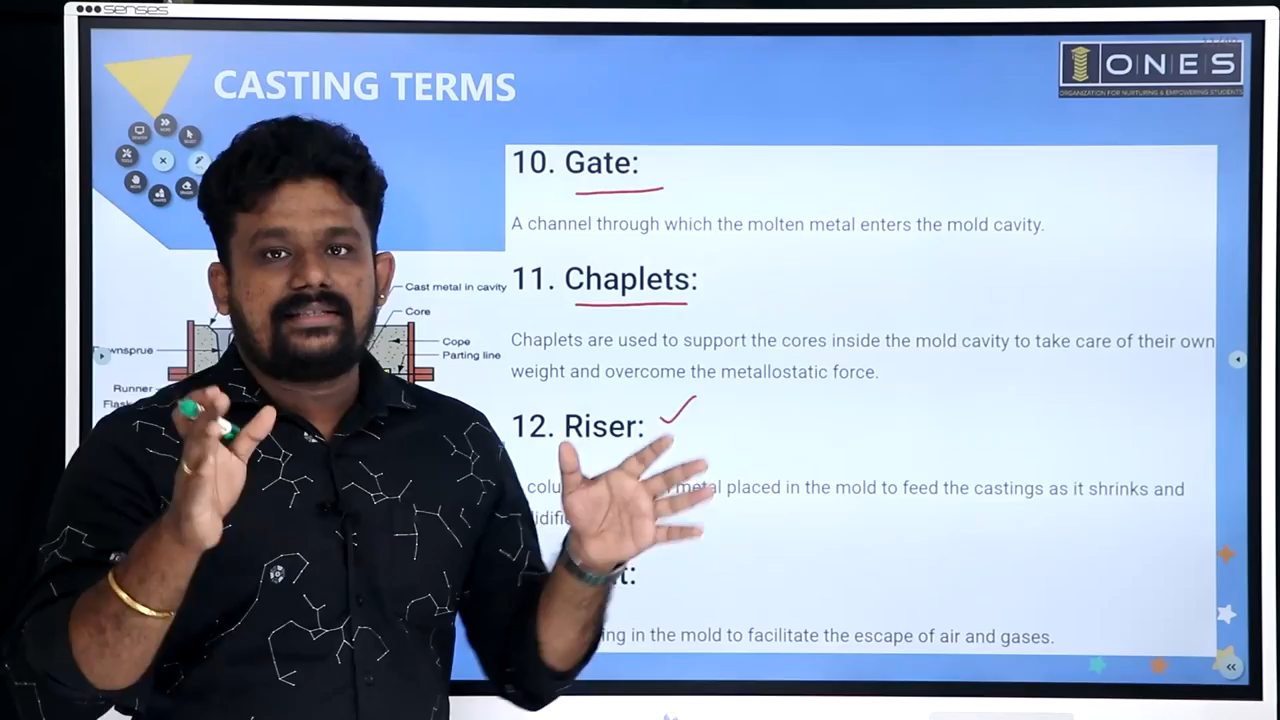 senses
CASTING TERMS
ONES
ORGANIZATION FOR NURTURING & EMPOWERING STUDENTS
10. Gate:
A channel through which the molten metal enters the mold cavity.
11. Chaplets:
Chaplets are used to support the cores inside the mold cavity to take care of their own
weight and overcome the metallostatic force.
12. Riser:
metal placed in the mold to feed the castings as it shrinks and
in the mold to facilitate the escape of air and gases.
Cast metal in cavity
Core
Cope
Parting line
Runner